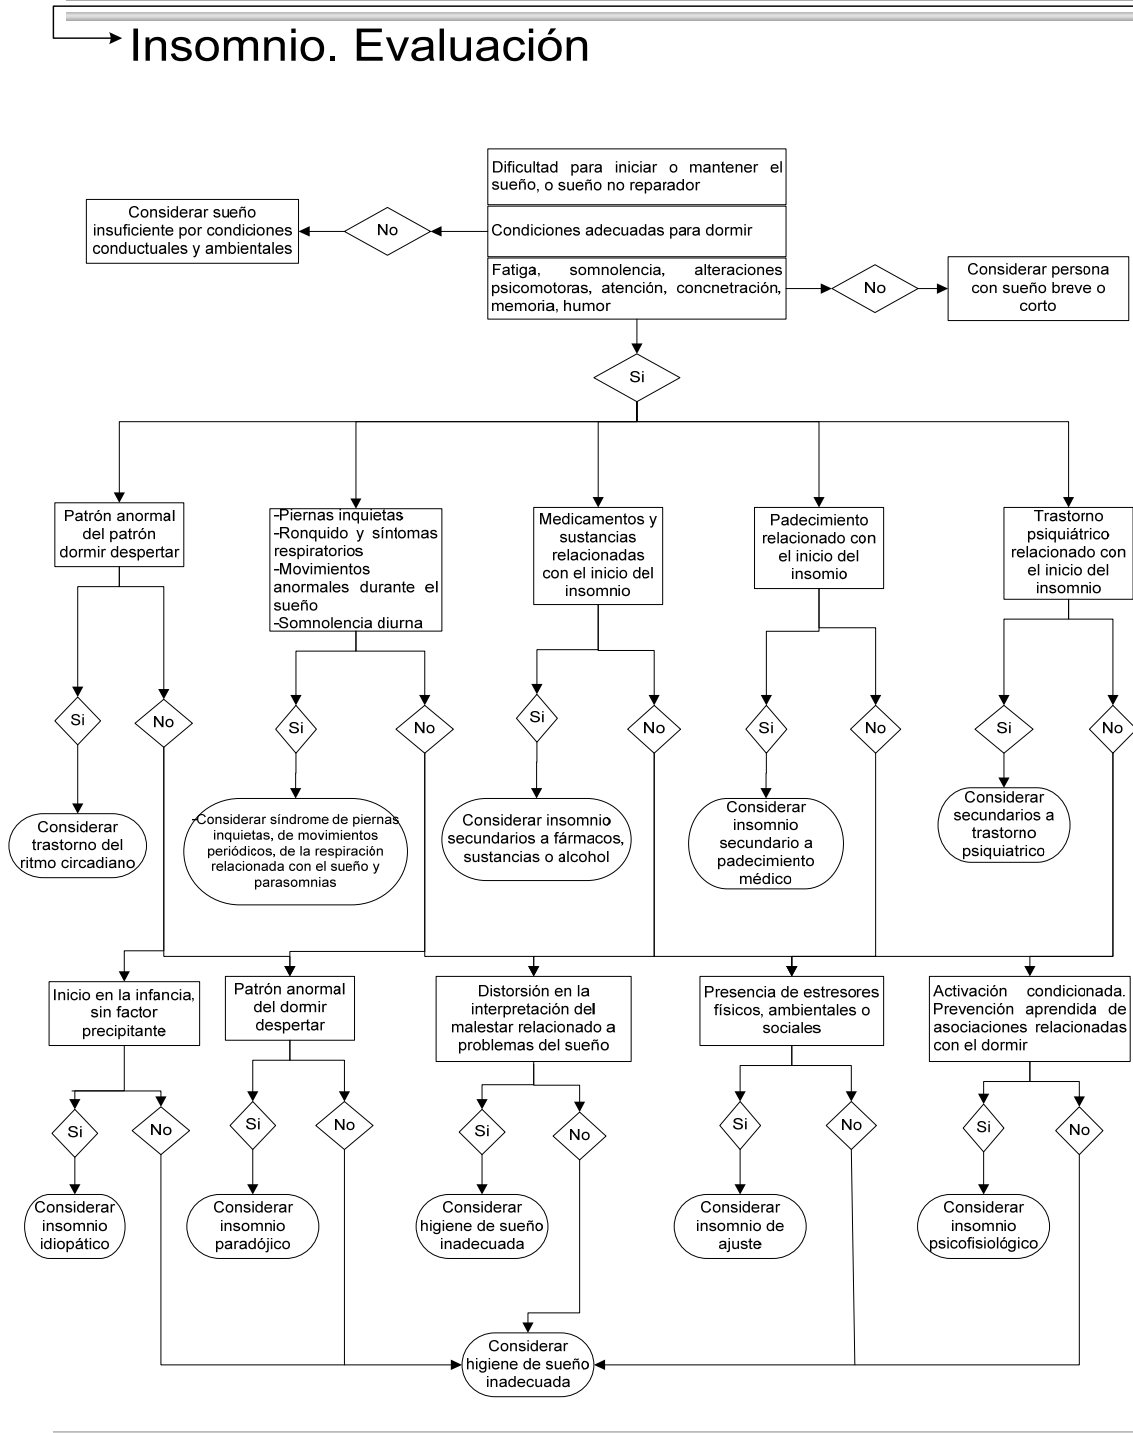 Insomnio. Evaluación
Dificultad para iniciar o mantener el
sueño, o sueño no reparador
Considerar sueño
insuficiente por condiciones
conductuales y ambientales
No
Condiciones adecuadas para dormir
Fatiga, somnolencia, alteraciones
psicomotoras, atención, concnetración,
memoria, humor
No
Considerar persona
con sueño breve o
corto
Si
Patrón anormal
del patrón
dormir despertar
-Piernas inquietas
-Ronquido y síntomas
respiratorios
-Movimientos
anormales durante el
sueño
-Somnolencia diurna
Medicamentos y
sustancias
relacionadas
con el inicio del
insomnio
Padecimiento
relacionado con
el inicio del
insomio
Trastorno
psiquiátrico
relacionado con
el inicio del
insomnio
Si
No
Si
No
Si
No
Si
No
Si
No
Considerar
trastorno del
ritmo circadiano
-Considerar síndrome de piernas
inquietas, de movimientos
periódicos, de la respiración
relacionada con el sueño y
parasomnias
Considerar insomnio
secundarios a fármacos,
sustancias o alcohol
Considerar
insomnio
secundario a
padecimiento
médico
Considerar
secundarios a
trastorno
psiquiatrico
Inicio en la infancia,
sin factor
precipitante
Patrón anormal
del dormir
despertar
Distorsión en la
interpretación del
malestar relacionado a
problemas del sueño
Presencia de estresores
físicos, ambientales o
sociales
Activación condicionada.
Prevención aprendida de
asociaciones relacionadas
con el dormir
Si
No
Si
No
Si
No
Si
No
Si
No
Considerar
insomnio
idiopático
Considerar
insomnio
paradójico
Considerar
higiene de sueño
inadecuada
Considerar
insomnio de
ajuste
Considerar
insomnio
psicofisiológico
Considerar
higiene de sueño
inadecuada